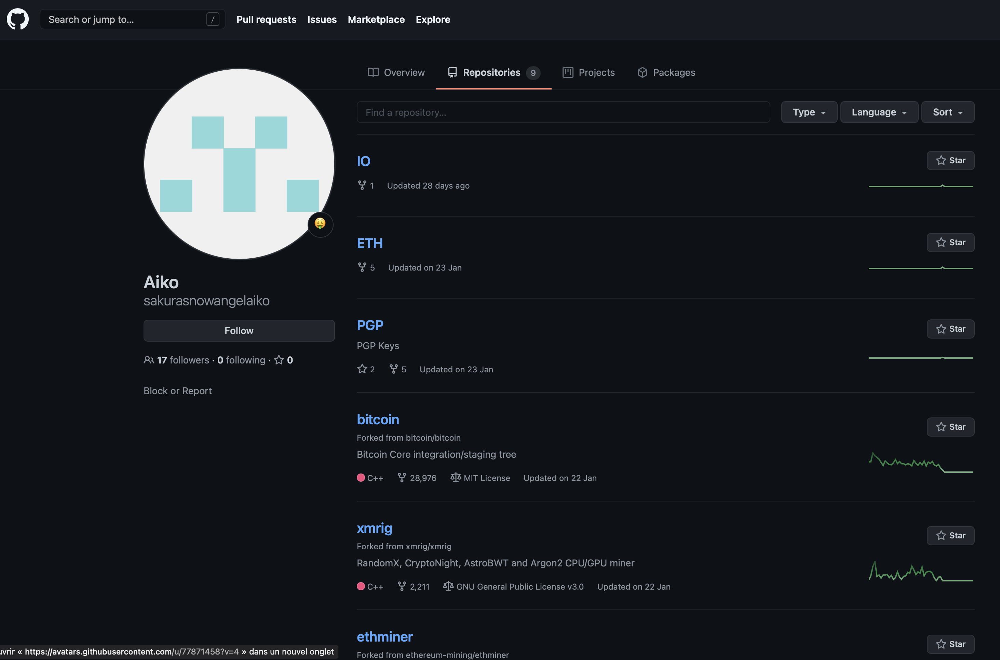 Search or jump to...
/
Pull requests
Issues
Marketplace
Explore
Overview
Repositories 9
Projects
Packages
Find a repository...
Type
Language
Sort
Aiko
sakurasnowangelaiko
Follow
17 followers · 0 following · 0
Block or Report
IO
Star
1 Updated 28 days ago
ETH
Star
5 Updated on 23 Jan
PGP
Star
PGP Keys
2 5 Updated on 23 Jan
bitcoin
Star
Forked from bitcoin/bitcoin
Bitcoin Core integration/staging tree
C++ 28,976 MIT License Updated on 22 Jan
xmrig
Star
Forked from xmrig/xmrig
RandomX, CryptoNight, AstroBWT and Argon2 CPU/GPU miner
C++ 2,211 GNU General Public License v3.0 Updated on 22 Jan
ethminer
Star
Forked from ethereum-mining/ethminer
uvrir « https://avatars.githubusercontent.com/u/77871458?v=4 » dans un nouvel onglet